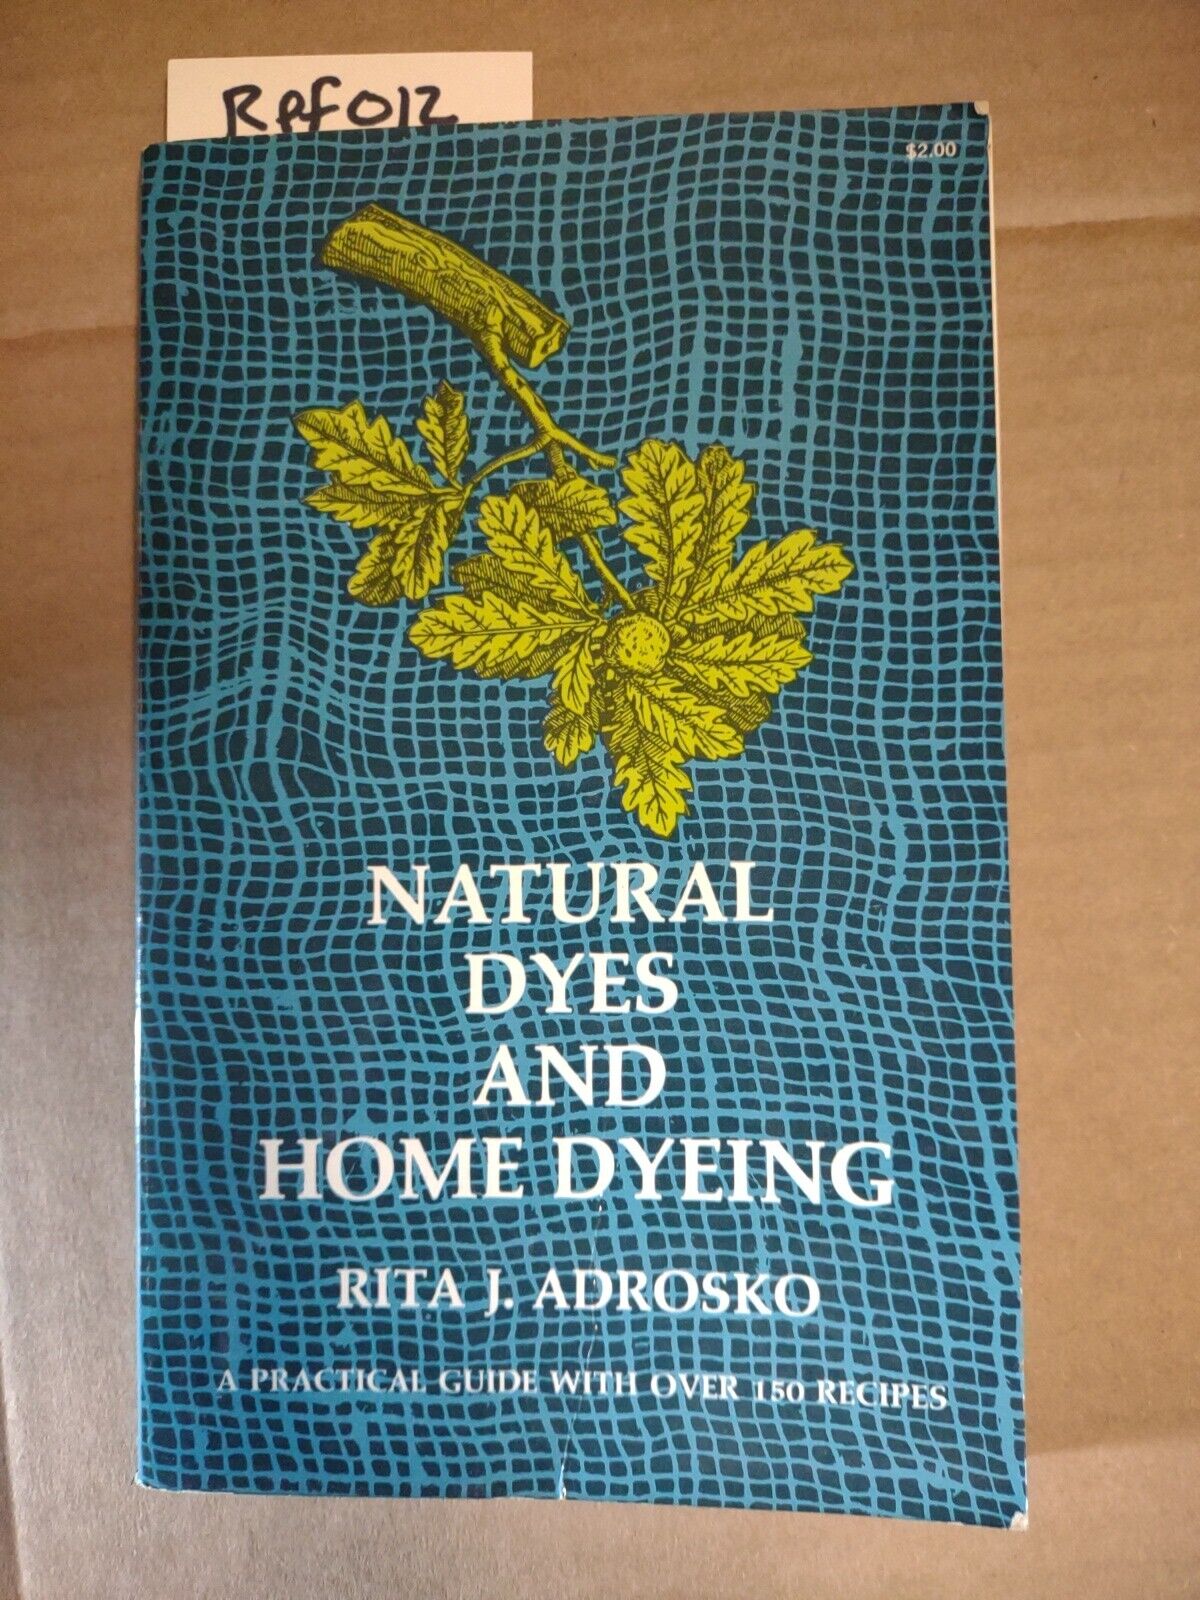 Rpf012
$2.00
NATURAL
DYES
AND
HOME DYEING
RITA J. ADROSKO
A PRACTICAL GUIDE WITH OVER 150 RECIPES